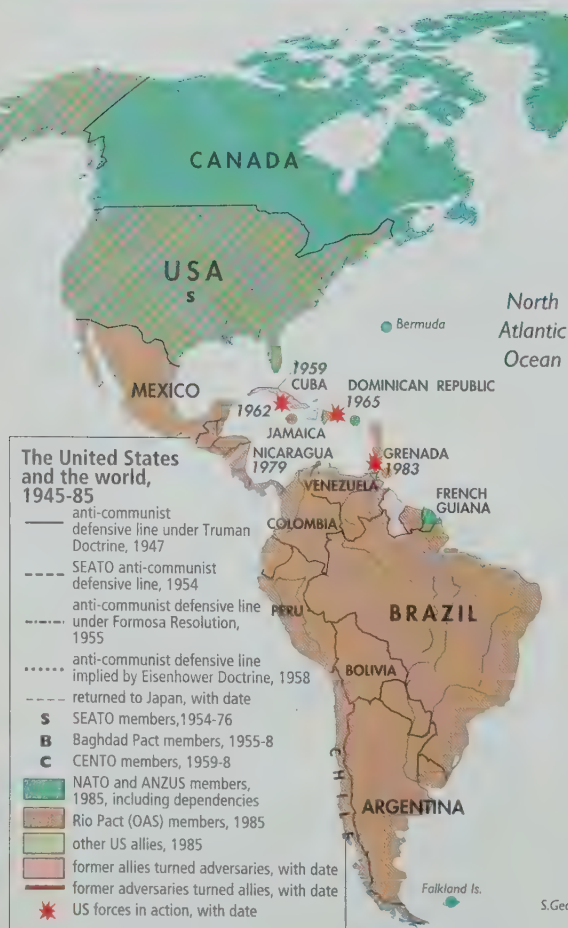 CANADA
USA
S
North
Atlantic
Ocean
Bermuda
1959
CUBA
DOMINICAN REPUBLIC
1965
MEXICO
1962
JAMAICA
NICARAGUA
1979
GRENADA
1983
VENEZUELA
FRENCH
GUIANA
COLOMBIA
PERU
BRAZIL
BOLIVIA
CHILE
ARGENTINA
Falkland Is.
S.Geo
The United States
and the world,
1945-85
anti-communist
defensive line under Truman
Doctrine, 1947
SEATO anti-communist
defensive line, 1954
anti-communist defensive line
under Formosa Resolution,
1955
anti-communist defensive line
implied by Eisenhower Doctrine, 1958
returned to Japan, with date
S SEATO members,1954-76
B Baghdad Pact members, 1955-8
C CENTO members, 1959-8
NATO and ANZUS members,
1985, including dependencies
Rio Pact (OAS) members, 1985
other US allies, 1985
former allies turned adversaries, with date
former adversaries turned allies, with date
US forces in action, with date